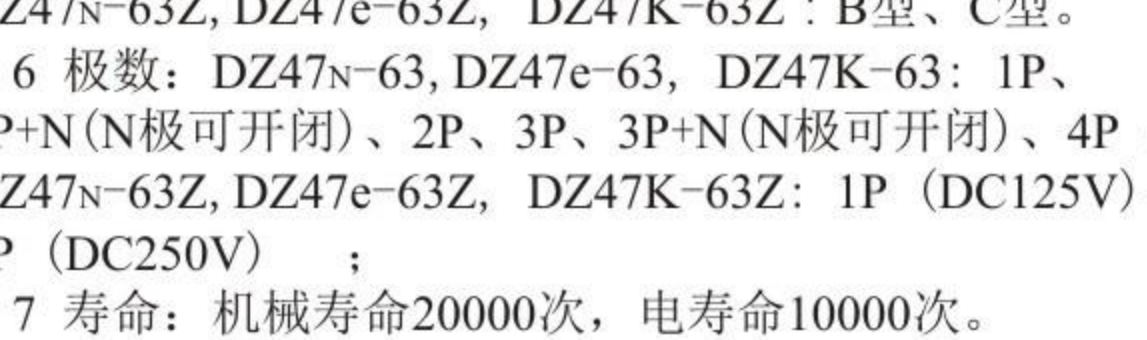 Z47N-63Z, DZ47e-63Z, DZ47K-63Z：B型、C型。
6 极数：DZ47N-63, DZ47e-63, DZ47K-63：1P、
P+N(N极可开闭)、2P、3P、3P+N(N极可开闭)、4P
Z47N-63Z, DZ47e-63Z, DZ47K-63Z：1P（DC125V）
P（DC250V）；
7 寿命：机械寿命20000次，电寿命10000次。